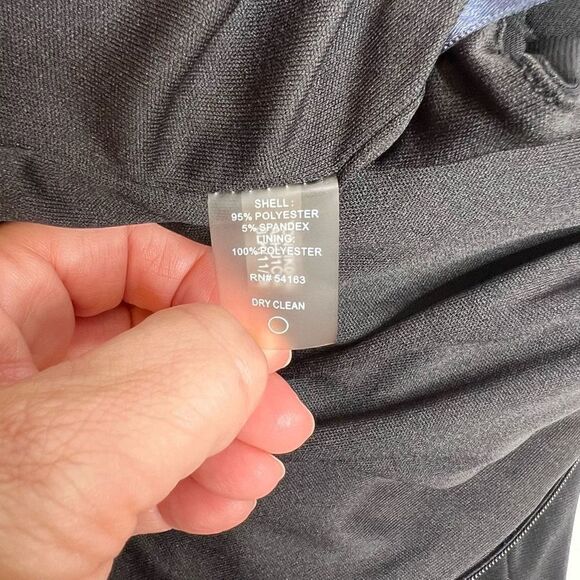 SHELL:
95% POLYESTER
5% SPANDEX
LINING:
100% POLYESTER
RN# 54163
DRY CLEAN